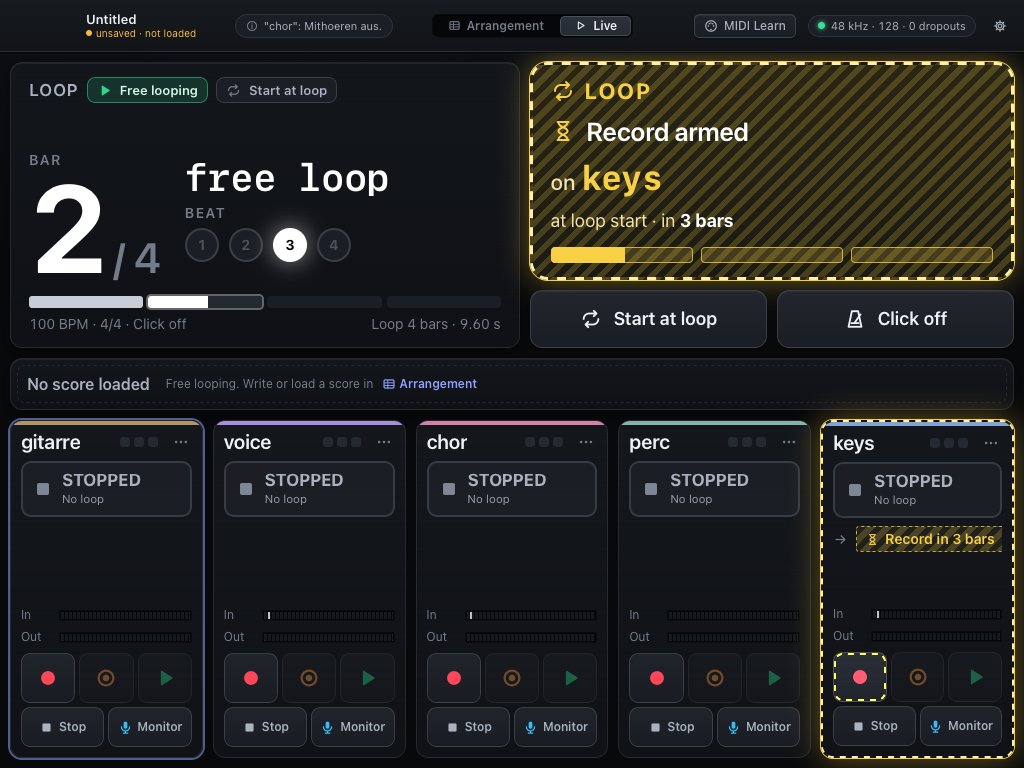 Untitled
unsaved · not loaded
"chor": Mithoeren aus.
Arrangement
Live
MIDI Learn
48 kHz · 128 · 0 dropouts
LOOP
Free looping
Start at loop
BAR
2 / 4
free loop
BEAT
1 2 3 4
100 BPM · 4/4 · Click off
Loop 4 bars · 9.60 s
LOOP
Record armed
on keys
at loop start · in 3 bars
Start at loop
Click off
No score loaded
Free looping. Write or load a score in Arrangement
gitarre
STOPPED
No loop
In
Out
Stop
Monitor
voice
STOPPED
No loop
Stop
Monitor
chor
STOPPED
No loop
In
Out
Stop
Monitor
perc
STOPPED
No loop
In
Out
Stop
Monitor
keys
STOPPED
No loop
Record in 3 bars
In
Out
Stop
Monitor